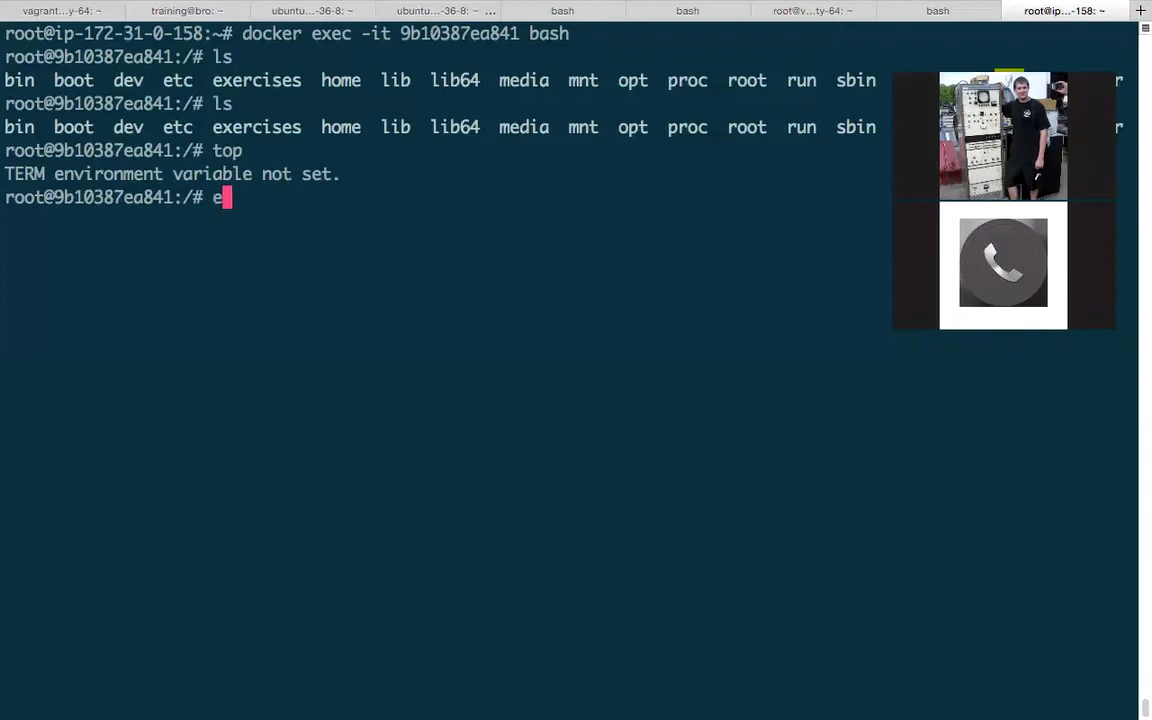 vagrant....y-64: ~ training@bro: ~ ubuntu...-36-8: ~ ubuntu...-36-8: ~ ... bash bash root@v...ty-64: ~ bash root@ip...-158: ~ +
root@ip-172-31-0-158:~# docker exec -it 9b10387ea841 bash
root@9b10387ea841:/# ls
bin boot dev etc exercises home lib lib64 media mnt opt proc root run sbin r
root@9b10387ea841:/# ls
bin boot dev etc exercises home lib lib64 media mnt opt proc root run sbin r
root@9b10387ea841:/# top
TERM environment variable not set.
root@9b10387ea841:/# e